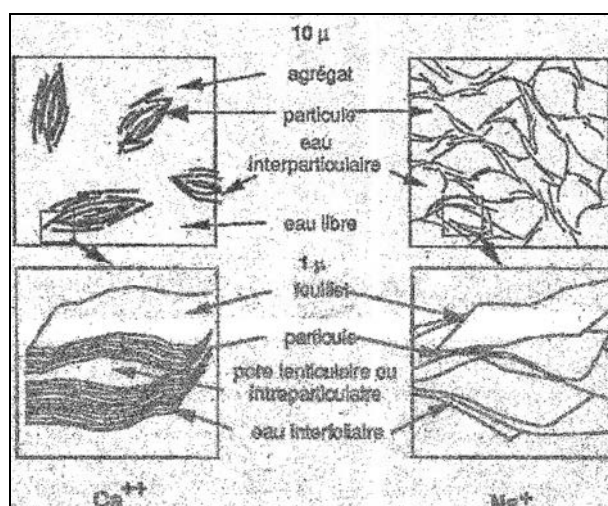 10 µ
agrégat
particule
eau
interparticulaire
eau libre
1 µ
feuillet
particule
pore lenticulaire ou
intraparticulaire
eau interfoliaire
Ca++
Na+